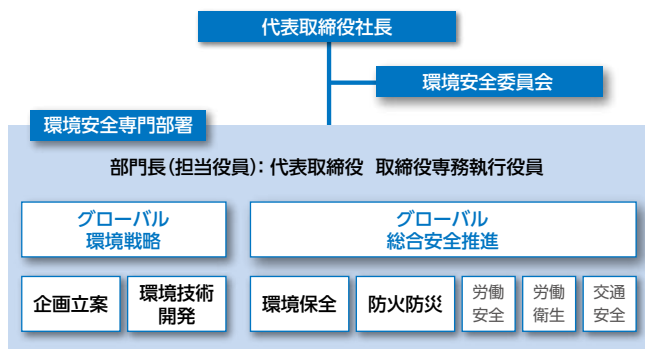 代表取締役社長
環境安全委員会
環境安全専門部署
部門長(担当役員):代表取締役 取締役専務執行役員
グローバル
環境戦略
グローバル
総合安全推進
企画立案
環境技術
開発
環境保全
防火防災
労働
安全
労働
衛生
交通
安全